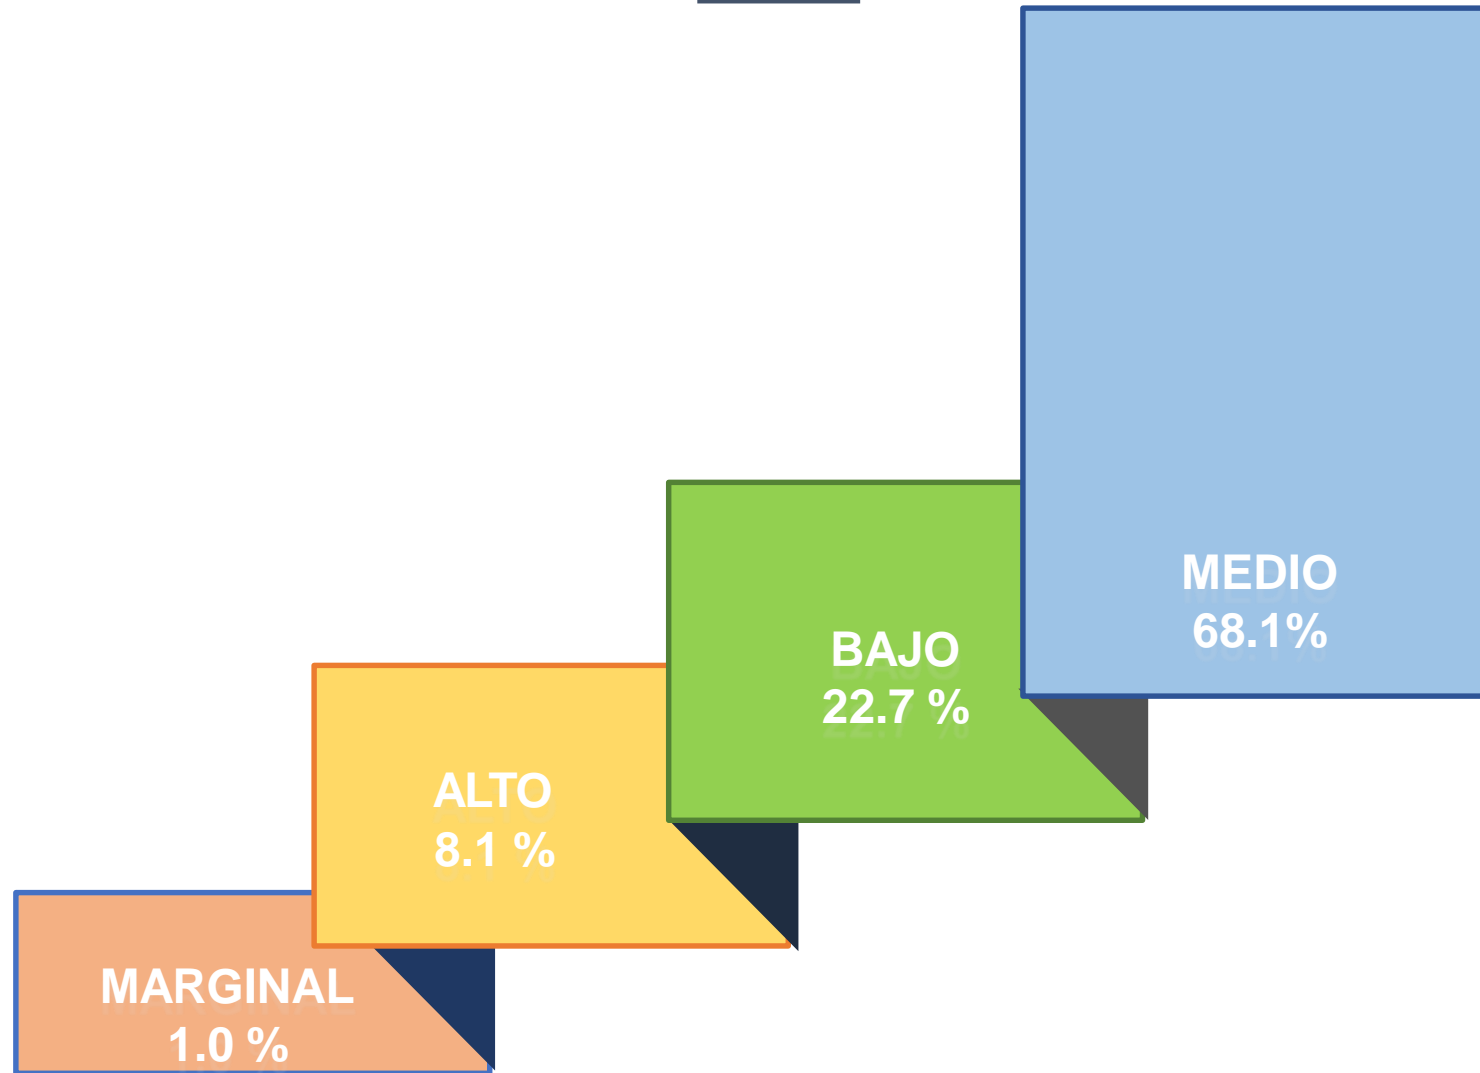 MEDIO
68.1%
BAJO
22.7 %
ALTO
8.1 %
MARGINAL
1.0 %